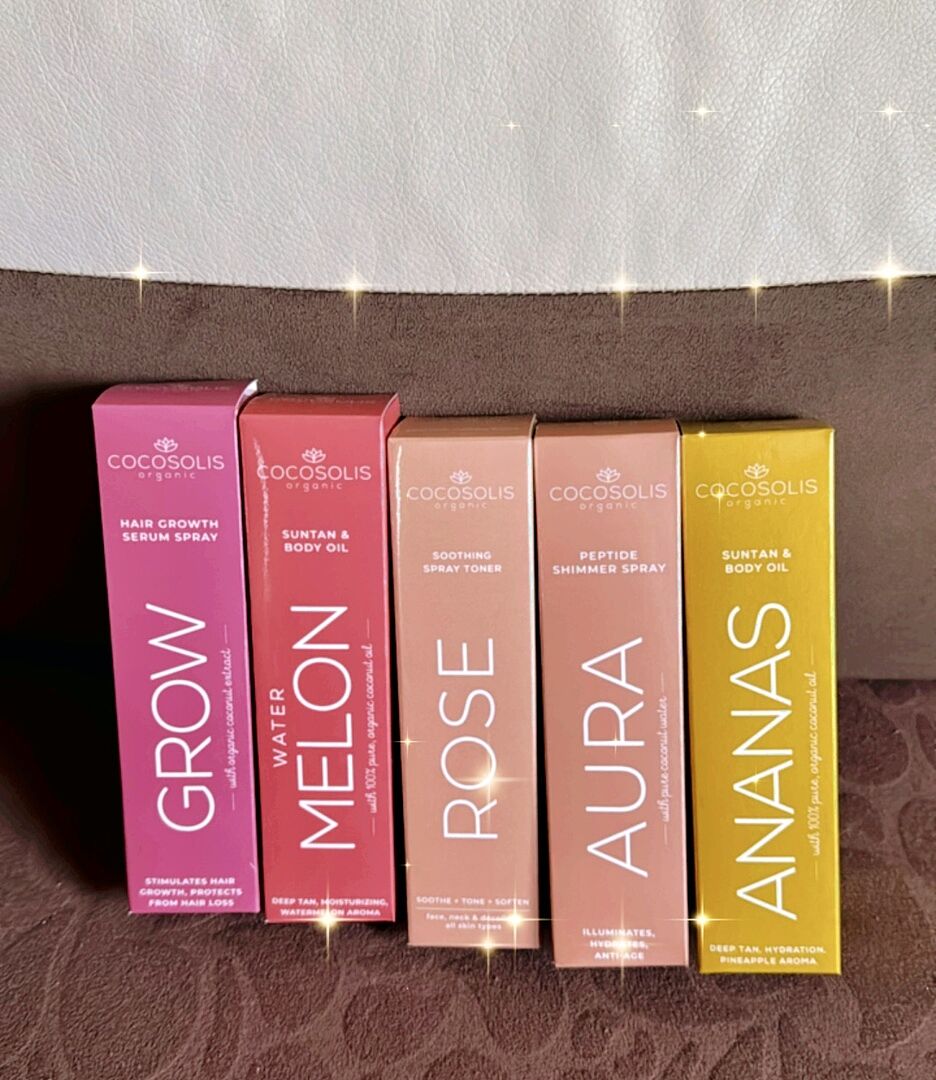 COCOSOLIS
organic
HAIR GROWTH
SERUM SPRAY
GROW
with organic coconut extract
STIMULATES HAIR
GROWTH, PROTECTS
FROM HAIR LOSS
COCOSOLIS
organic
SUNTAN &
BODY OIL
WATER
MELON
with 100% pure, organic coconut oil
DEEP TAN, MOISTURIZING,
WATERMELON AROMA
COCOSOLIS
organic
SOOTHING
SPRAY TONER
ROSE
SOOTHE + TONE + SOFTEN
face, neck & décolleté
all skin types
COCOSOLIS
organic
PEPTIDE
SHIMMER SPRAY
AURA
with pure coconut water
ILLUMINATES,
HYDRATES,
ANTI-AGE
COCOSOLIS
organic
SUNTAN &
BODY OIL
ANANAS
with 100% pure, organic coconut oil
DEEP TAN, HYDRATION,
PINEAPPLE AROMA